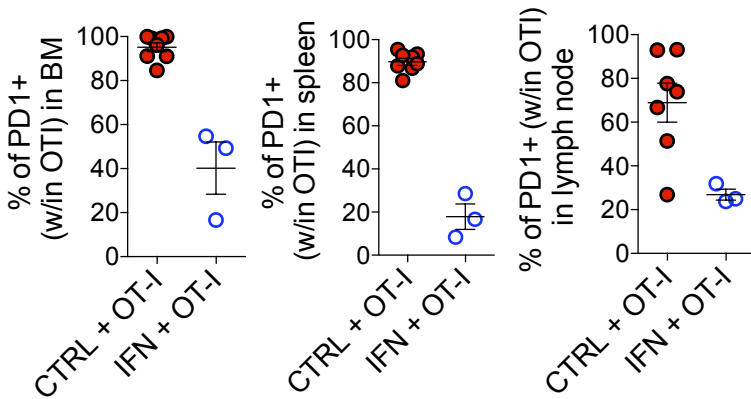 % of PD1+
(w/in OTI) in BM
100
80
60
40
20
0
CTRL + OT-I
IFN + OT-I
% of PD1+
(w/in OTI) in spleen
100
80
60
40
20
0
CTRL + OT-I
IFN + OT-I
% of PD1+ (w/in OTI)
in lymph node
100
80
60
40
20
0
CTRL + OT-I
IFN + OT-I